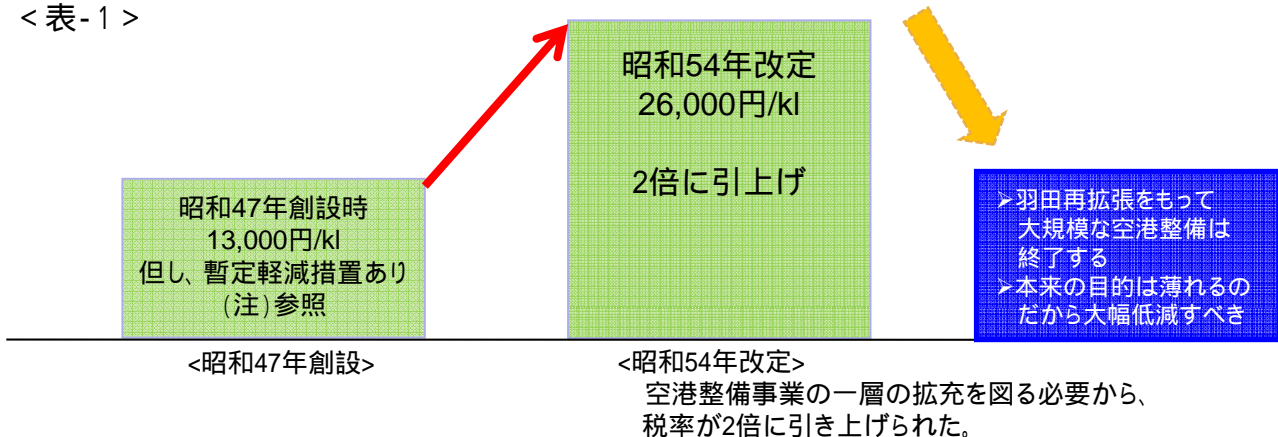 <表-1>
昭和47年創設時
13,000円/kl
但し、暫定軽減措置あり
(注)参照
昭和54年改定
26,000円/kl
2倍に引上げ
➢羽田再拡張をもって
大規模な空港整備は
終了する
➢本来の目的は薄れるの
だから大幅低減すべき
<昭和47年創設>
<昭和54年改定>
空港整備事業の一層の拡充を図る必要から、
税率が2倍に引き上げられた。